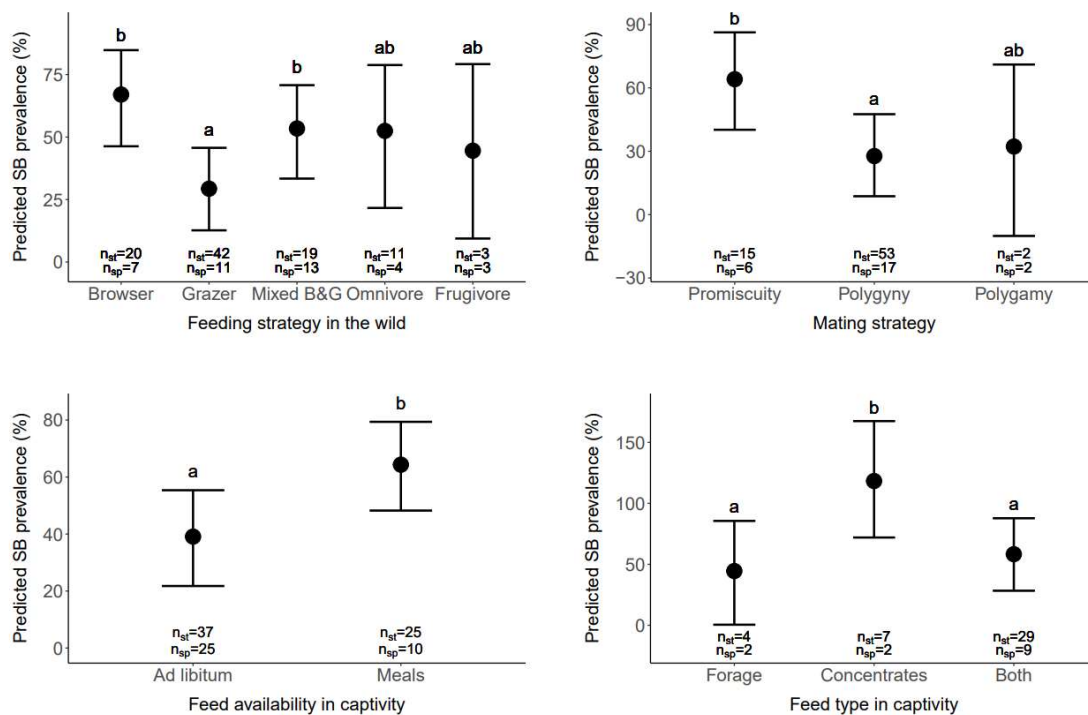 Predicted SB prevalence (%)
75
50
25
0
b
a
b
ab
ab
nst=20
nsp=7
nst=42
nsp=11
nst=19
nsp=13
nst=11
nsp=4
nst=3
nsp=3
Browser
Grazer
Mixed B&G
Omnivore
Frugivore
Feeding strategy in the wild
Predicted SB prevalence (%)
90
60
30
0
−30
b
a
ab
nst=15
nsp=6
nst=53
nsp=17
nst=2
nsp=2
Promiscuity
Polygyny
Polygamy
Mating strategy
Predicted SB prevalence (%)
80
60
40
20
0
a
b
nst=37
nsp=25
nst=25
nsp=10
Ad libitum
Meals
Feed availability in captivity
Predicted SB prevalence (%)
150
100
50
0
a
b
a
nst=4
nsp=2
nst=7
nsp=2
nst=29
nsp=9
Forage
Concentrates
Both
Feed type in captivity